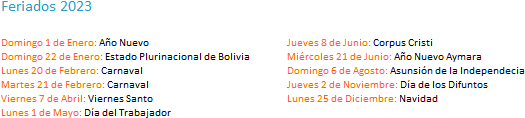 Feriados 2023
Domingo 1 de Enero: Año Nuevo
Domingo 22 de Enero: Estado Plurinacional de Bolivia
Lunes 20 de Febrero: Carnaval
Martes 21 de Febrero: Carnaval
Viernes 7 de Abril: Viernes Santo
Lunes 1 de Mayo: Día del Trabajador
Jueves 8 de Junio: Corpus Cristi
Miércoles 21 de Junio: Año Nuevo Aymara
Domingo 6 de Agosto: Asunsión de la Independecia
Jueves 2 de Noviembre: Día de los Difuntos
Lunes 25 de Diciembre: Navidad